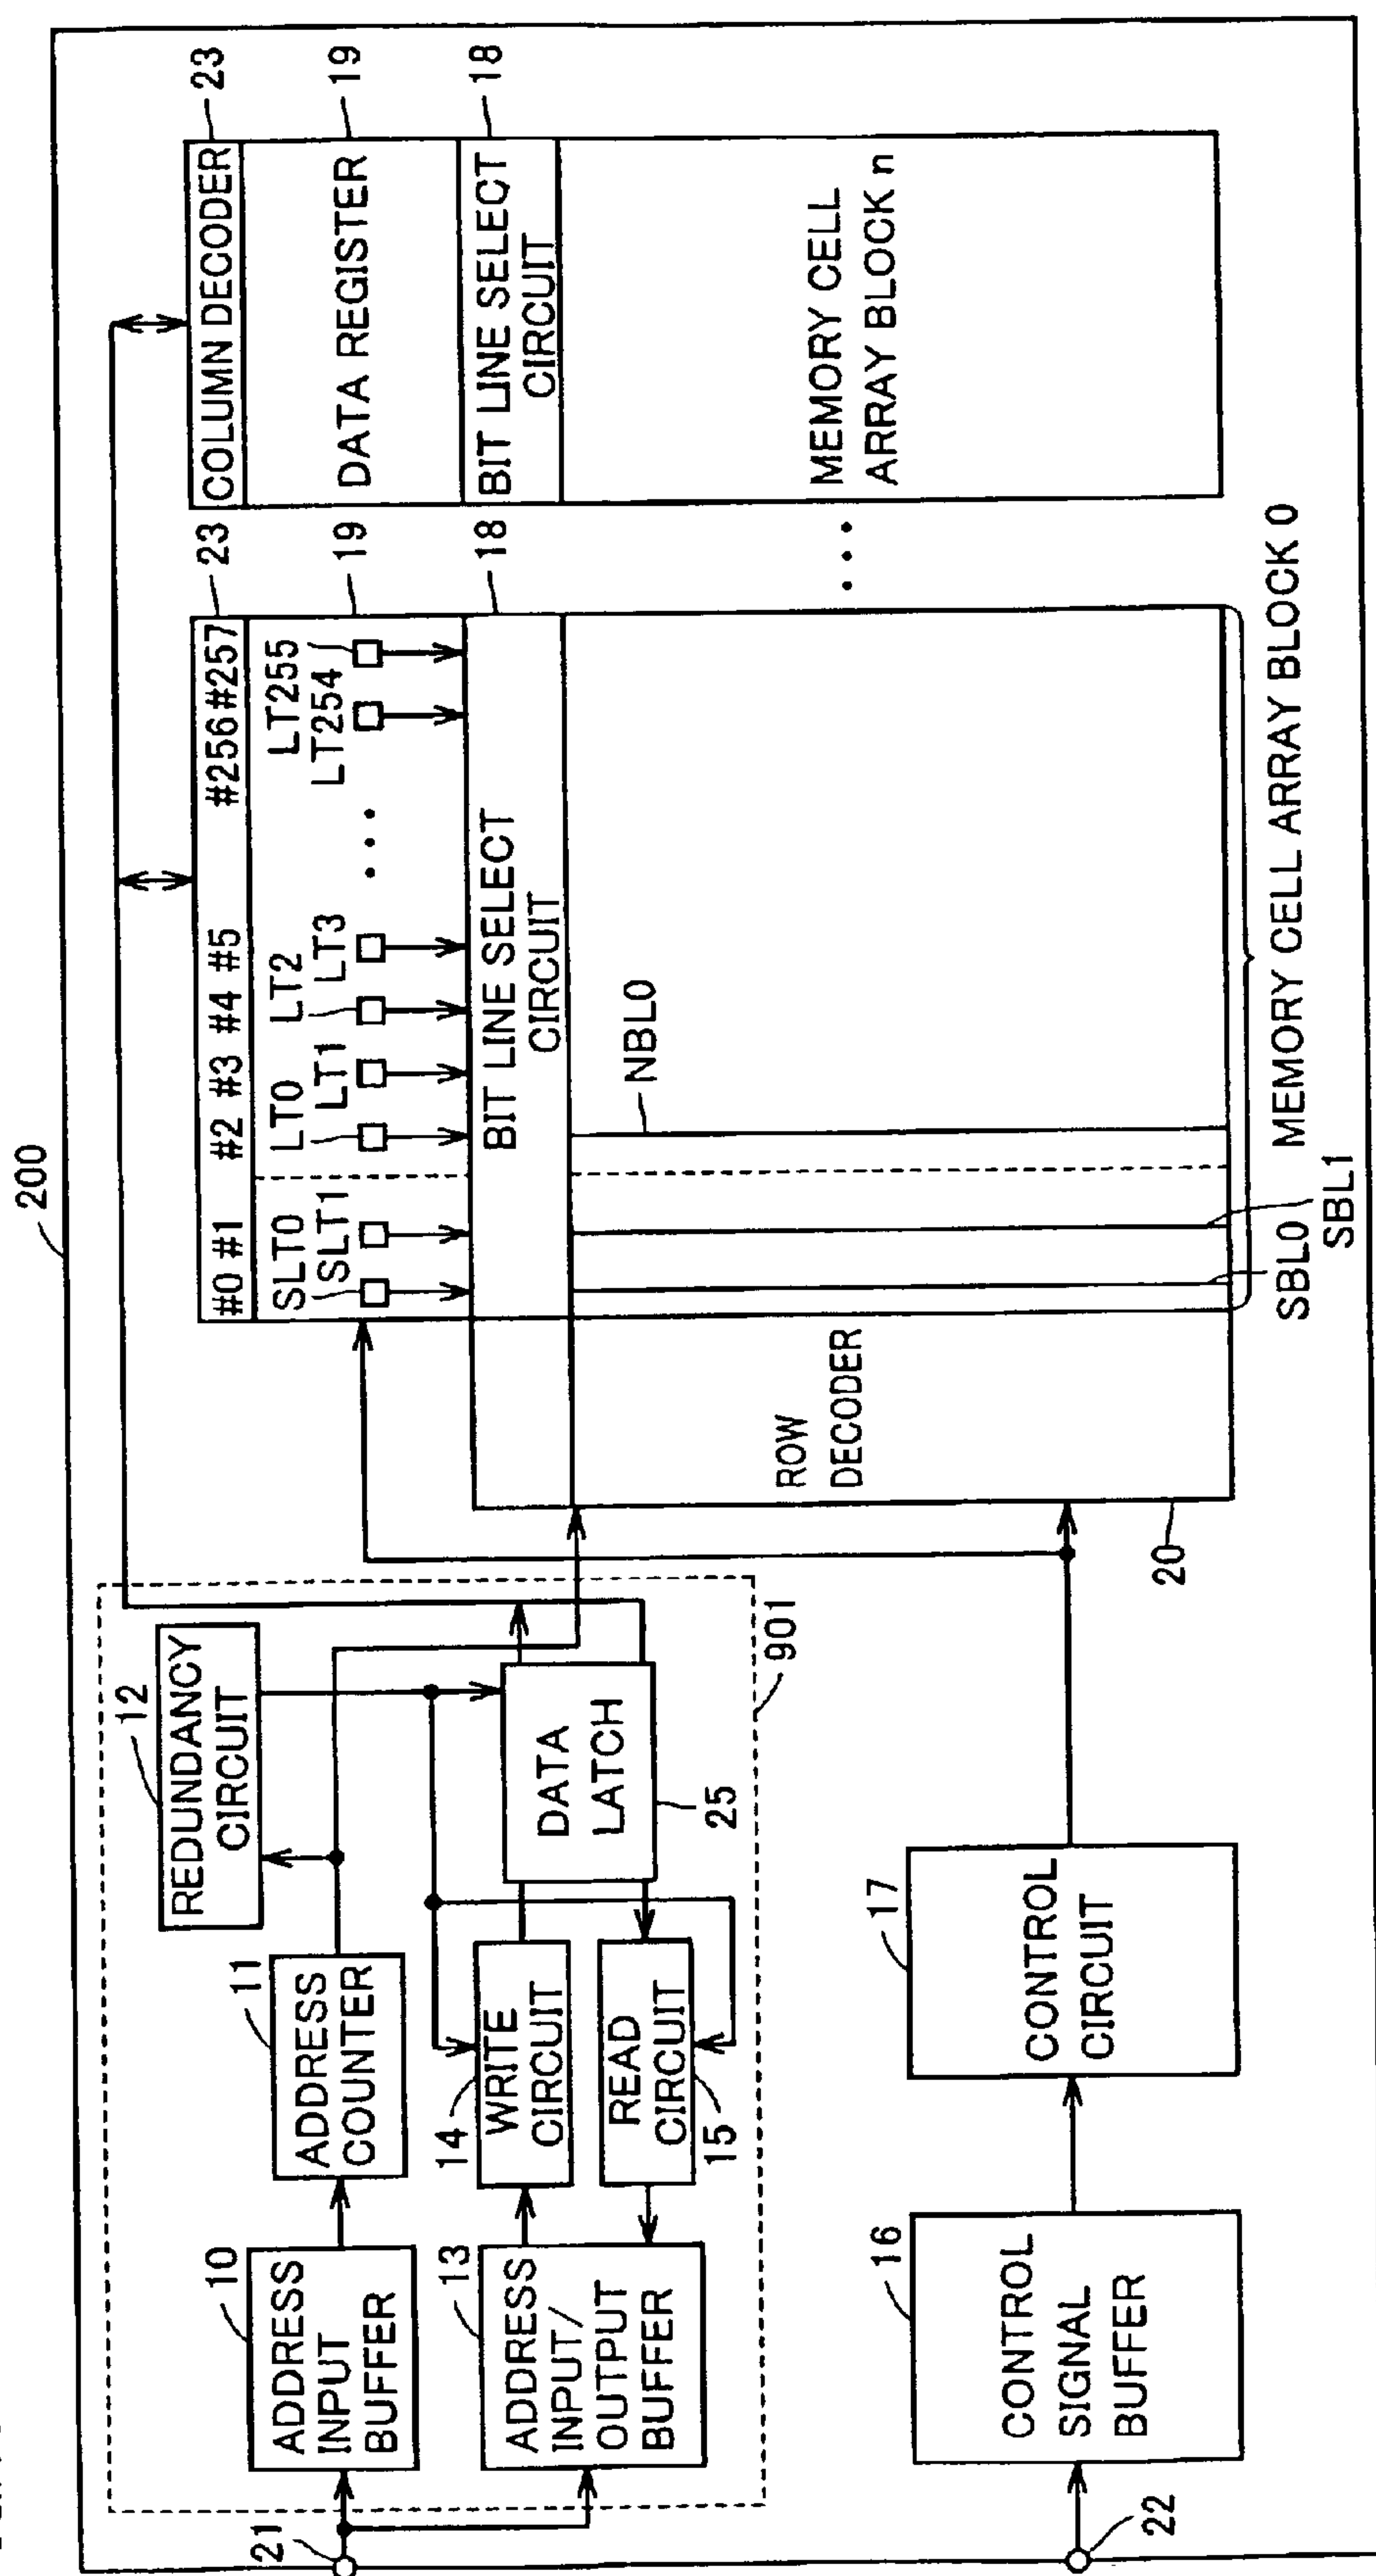 200
21
10
ADDRESS
INPUT
BUFFER
11
ADDRESS
COUNTER
12
REDUNDANCY
CIRCUIT
13
ADDRESS
INPUT/
OUTPUT
BUFFER
14
WRITE
CIRCUIT
READ
CIRCUIT
15
DATA
LATCH
25
901
22
16
CONTROL
SIGNAL
BUFFER
17
CONTROL
CIRCUIT
20
ROW
DECODER
#0 #1 #2 #3 #4 #5 #256 #257
23
SLT0
SLT1
LT0
LT1
LT2
LT3
• • •
LT255
LT254
19
BIT LINE SELECT
CIRCUIT
18
NBL0
SBL0
SBL1
MEMORY CELL ARRAY BLOCK 0
• • •
COLUMN DECODER
23
DATA REGISTER
19
BIT LINE SELECT
CIRCUIT
18
MEMORY CELL
ARRAY BLOCK n